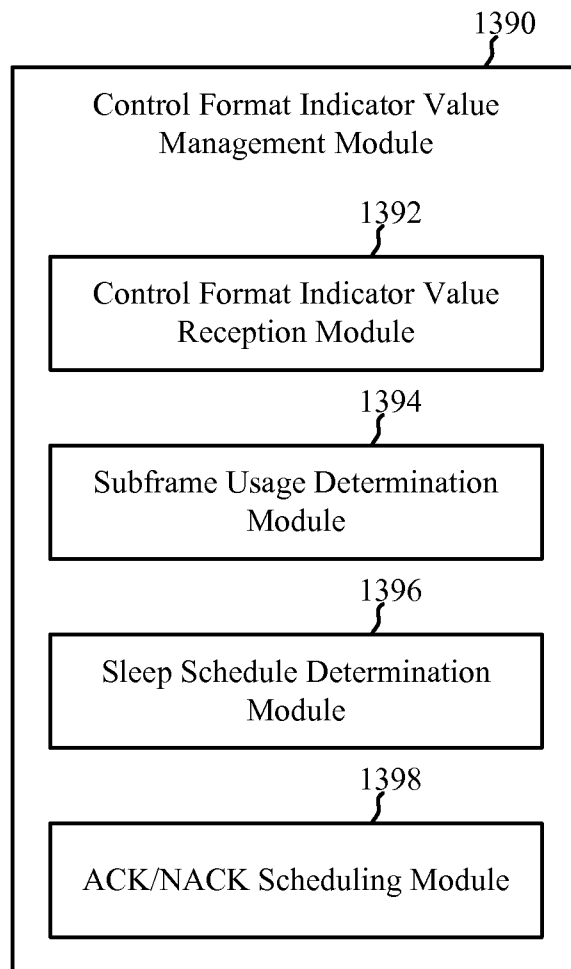 1390
Control Format Indicator Value
Management Module
1392
Control Format Indicator Value
Reception Module
1394
Subframe Usage Determination
Module
1396
Sleep Schedule Determination
Module
1398
ACK/NACK Scheduling Module